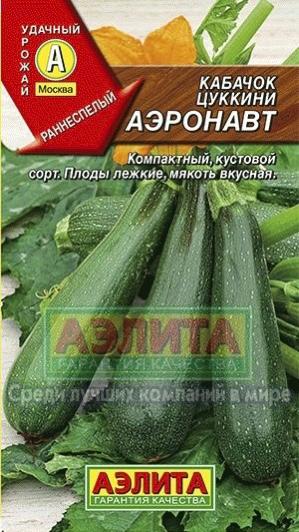 УДАЧНЫЙ
УРОЖАЙ
А
Москва
РАННЕСПЕЛЫЙ
КАБАЧОК
ЦУККИНИ
АЭРОНАВТ
Компактный, кустовой
сорт. Плоды лежкие, мякоть вкусная.
АЭЛИТА
ГАРАНТИЯ КАЧЕСТВА
Среди лучших компаний в мире
АЭЛИТА
ГАРАНТИЯ КАЧЕСТВА